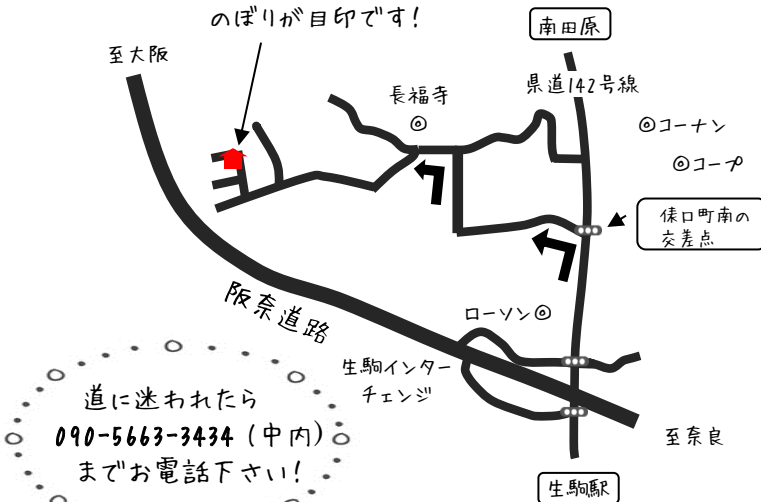 のぼりが目印です!
南田原
至大阪
県道142号線
長福寺
◎コーナン
◎コープ
俵口町南の
交差点
阪奈道路
ローソン◎
生駒インター
チェンジ
道に迷われたら
090-5663-3434 (中内)
までお電話下さい!
至奈良
生駒駅